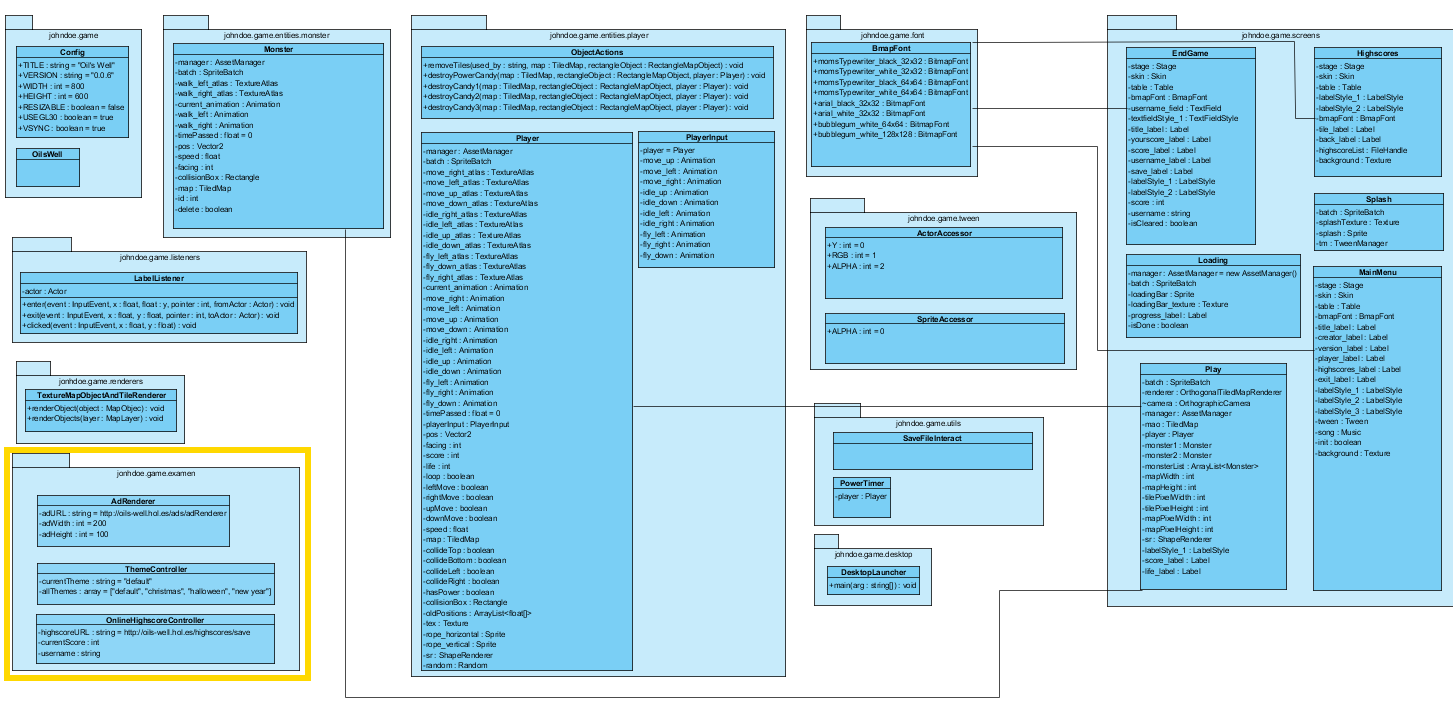 johndoe.game
Config
+TITLE : string = "Oil's Well"
+VERSION : string = "0.0.6"
+WIDTH : int = 800
+HEIGHT : int = 600
+RESIZABLE : boolean = false
+USEGL30 : boolean = true
+VSYNC : boolean = true
OilsWell
johndoe.game.entities.monster
Monster
-manager : AssetManager
-batch : SpriteBatch
-walk_left_atlas : TextureAtlas
-walk_right_atlas : TextureAtlas
-current_animation : Animation
-walk_left : Animation
-walk_right : Animation
-timePassed : float = 0
-pos : Vector2
-speed : float
-facing : int
-collisionBox : Rectangle
-map : TiledMap
-id : int
-delete : boolean
johndoe.game.listeners
LabelListener
-actor : Actor
+enter(event : InputEvent, x : float, float : y, pointer : int, fromActor : Actor) : void
+exit(event : InputEvent, x : float, y : float, pointer : int, toActor : Actor) : void
+clicked(event : InputEvent, x : float, y : float) : void
jonhdoe.game.renderers
TextureMapObjectAndTileRenderer
+renderObject(object : MapObjec) : void
+renderObjects(layer : MapLayer) : void
jonhdoe.game.examen
AdRenderer
-adURL : string = http://oils-well.hol.es/ads/adRenderer
-adWidth : int = 200
-adHeight : int = 100
ThemeController
-currentTheme : string = "default"
-allThemes : array = ["default", "christmas", "halloween", "new year"]
OnlineHighscoreController
-highscoreURL : string = http://oils-well.hol.es/highscores/save
-currentScore : int
-username : string
johndoe.game.entities.player
ObjectActions
+removeTiles(used_by : string, map : TiledMap, rectangleObject : RectangleMapObject) : void
+destroyPowerCandy(map : TiledMap, rectangleObject : RectangleMapObject, player : Player) : void
+destroyCandy1(map : TiledMap, rectangleObject : RectangleMapObject, player : Player) : void
+destroyCandy2(map : TiledMap, rectangleObject : RectangleMapObject, player : Player) : void
+destroyCandy3(map : TiledMap, rectangleObject : RectangleMapObject, player : Player) : void
Player
-manager : AssetManager
-batch : SpriteBatch
-move_right_atlas : TextureAtlas
-move_left_atlas : TextureAtlas
-move_up_atlas : TextureAtlas
-move_down_atlas : TextureAtlas
-idle_right_atlas : TextureAtlas
-idle_left_atlas : TextureAtlas
-idle_up_atlas : TextureAtlas
-idle_down_atlas : TextureAtlas
-fly_left_atlas : TextureAtlas
-fly_down_atlas : TextureAtlas
-fly_right_atlas : TextureAtlas
-current_animation : Animation
-move_right : Animation
-move_left : Animation
-move_up : Animation
-move_down : Animation
-idle_right : Animation
-idle_left : Animation
-idle_up : Animation
-idle_down : Animation
-fly_left : Animation
-fly_right : Animation
-fly_down : Animation
-timePassed : float = 0
-playerInput : PlayerInput
-pos : Vector2
-facing : int
-score : int
-life : int
-loop : boolean
-leftMove : boolean
-rightMove : boolean
-upMove : boolean
-downMove : boolean
-speed : float
-map : TiledMap
-collideTop : boolean
-collideBottom : boolean
-collideLeft : boolean
-collideRight : boolean
-hasPower : boolean
-collisionBox : Rectangle
-oldPositions : ArrayList<float[]>
-tex : Texture
-rope_horizontal : Sprite
-rope_vertical : Sprite
-sr : ShapeRenderer
-random : Random
PlayerInput
-player = Player
-move_up : Animation
-move_left : Animation
-move_right : Animation
-idle_up : Animation
-idle_down : Animation
-idle_left : Animation
-idle_right : Animation
-fly_left : Animation
-fly_right : Animation
-fly_down : Animation
johndoe.game.font
BmapFont
+momsTypewriter_black_32x32 : BitmapFont
+momsTypewriter_white_32x32 : BitmapFont
+momsTypewriter_black_64x64 : BitmapFont
+momsTypewriter_white_64x64 : BitmapFont
+arial_black_32x32 : BitmapFont
+arial_white_32x32 : BitmapFont
+bubblegum_white_64x64 : BitmapFont
+bubblegum_white_128x128 : BitmapFont
johndoe.game.tween
ActorAccessor
+Y : int = 0
+RGB : int = 1
+ALPHA : int = 2
SpriteAccessor
+ALPHA : int = 0
johndoe.game.utils
SaveFileInteract
PowerTimer
-player : Player
johndoe.game.desktop
DesktopLauncher
+main(arg : string[]) : void
johndoe.game.screens
EndGame
-stage : Stage
-skin : Skin
-table : Table
-bmapFont : BmapFont
-username_field : TextField
-textfieldStyle_1 : TextFieldStyle
-title_label : Label
-yourscore_label : Label
-score_label : Label
-username_label : Label
-save_label : Label
-labelStyle_1 : LabelStyle
-labelStyle_2 : LabelStyle
-score : int
-username : string
-isCleared : boolean
Loading
-manager : AssetManager = new AssetManager()
-batch : SpriteBatch
-loadingBar : Sprite
-loadingBar_texture : Texture
-progress_label : Label
-isDone : boolean
Play
-batch : SpriteBatch
-renderer : OrthogonalTiledMapRenderer
~camera : OrthographicCamera
-manager : AssetManager
-mao : TiledMap
-player : Player
-monster1 : Monster
-monster2 : Monster
-monsterList : ArrayList<Monster>
-mapWidth : int
-mapHeight : int
-tilePixelWidth : int
-tilePixelHeight : int
-mapPixelWidth : int
-mapPixelHeight : int
-sr : ShapeRenderer
-labelStyle_1 : LabelStyle
-score_label : Label
-life_label : Label
Highscores
-stage : Stage
-skin : Skin
-table : Table
-labelStyle_1 : LabelStyle
-labelStyle_2 : LabelStyle
-bmapFont : BmapFont
-tile_label : Label
-back_label : Label
-highscoreList : FileHandle
-background : Texture
Splash
-batch : SpriteBatch
-splashTexture : Texture
-splash : Sprite
-tm : TweenManager
MainMenu
-stage : Stage
-skin : Skin
-table : Table
-bmapFont : BmapFont
-title_label : Label
-creator_label : Label
-version_label : Label
-player_label : Label
-highscores_label : Label
-exit_label : Label
-labelStyle_1 : LabelStyle
-labelStyle_2 : LabelStyle
-labelStyle_3 : LabelStyle
-tween : Tween
-song : Music
-init : boolean
-background : Texture